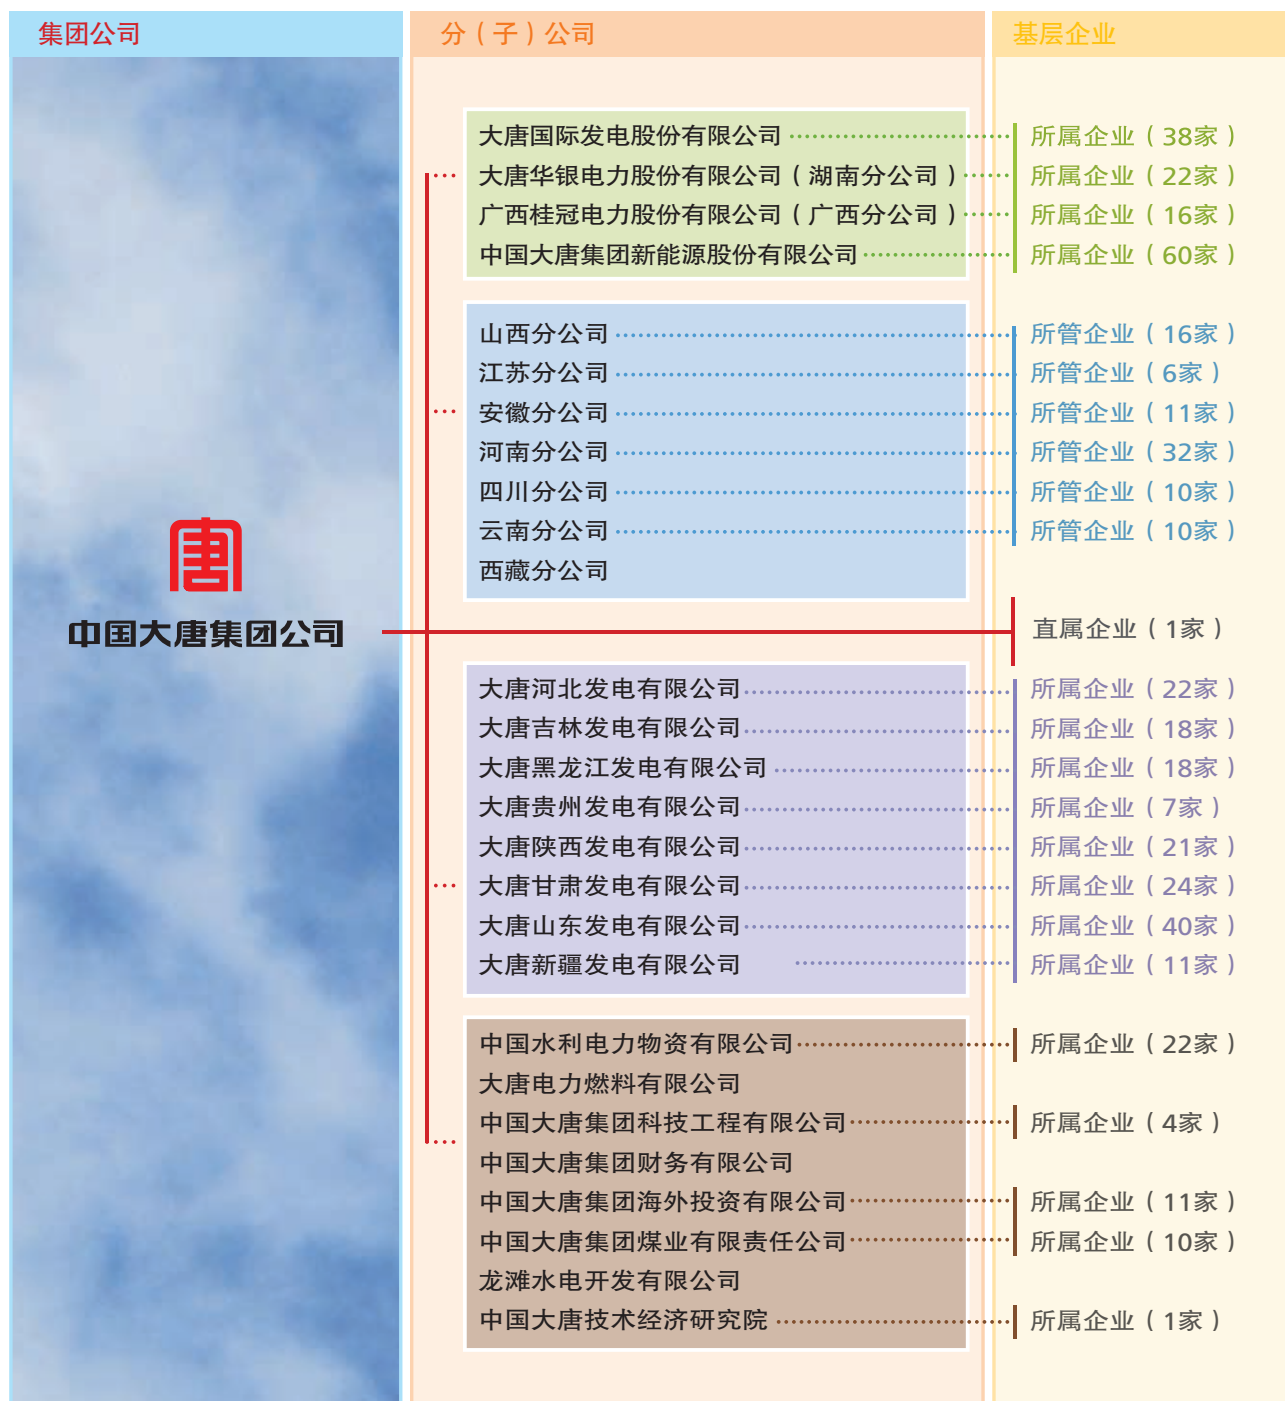 集团公司
分（子）公司
基层企业
大唐国际发电股份有限公司 所属企业（38家）
大唐华银电力股份有限公司（湖南分公司） 所属企业（22家）
广西桂冠电力股份有限公司（广西分公司） 所属企业（16家）
中国大唐集团新能源股份有限公司 所属企业（60家）
山西分公司 所管企业（16家）
江苏分公司 所管企业（6家）
安徽分公司 所管企业（11家）
河南分公司 所管企业（32家）
四川分公司 所管企业（10家）
云南分公司 所管企业（10家）
西藏分公司
唐
中国大唐集团公司
直属企业（1家）
大唐河北发电有限公司 所属企业（22家）
大唐吉林发电有限公司 所属企业（18家）
大唐黑龙江发电有限公司 所属企业（18家）
大唐贵州发电有限公司 所属企业（7家）
大唐陕西发电有限公司 所属企业（21家）
大唐甘肃发电有限公司 所属企业（24家）
大唐山东发电有限公司 所属企业（40家）
大唐新疆发电有限公司 所属企业（11家）
中国水利电力物资有限公司 所属企业（22家）
大唐电力燃料有限公司
中国大唐集团科技工程有限公司 所属企业（4家）
中国大唐集团财务有限公司
中国大唐集团海外投资有限公司 所属企业（11家）
中国大唐集团煤业有限责任公司 所属企业（10家）
龙滩水电开发有限公司
中国大唐技术经济研究院 所属企业（1家）